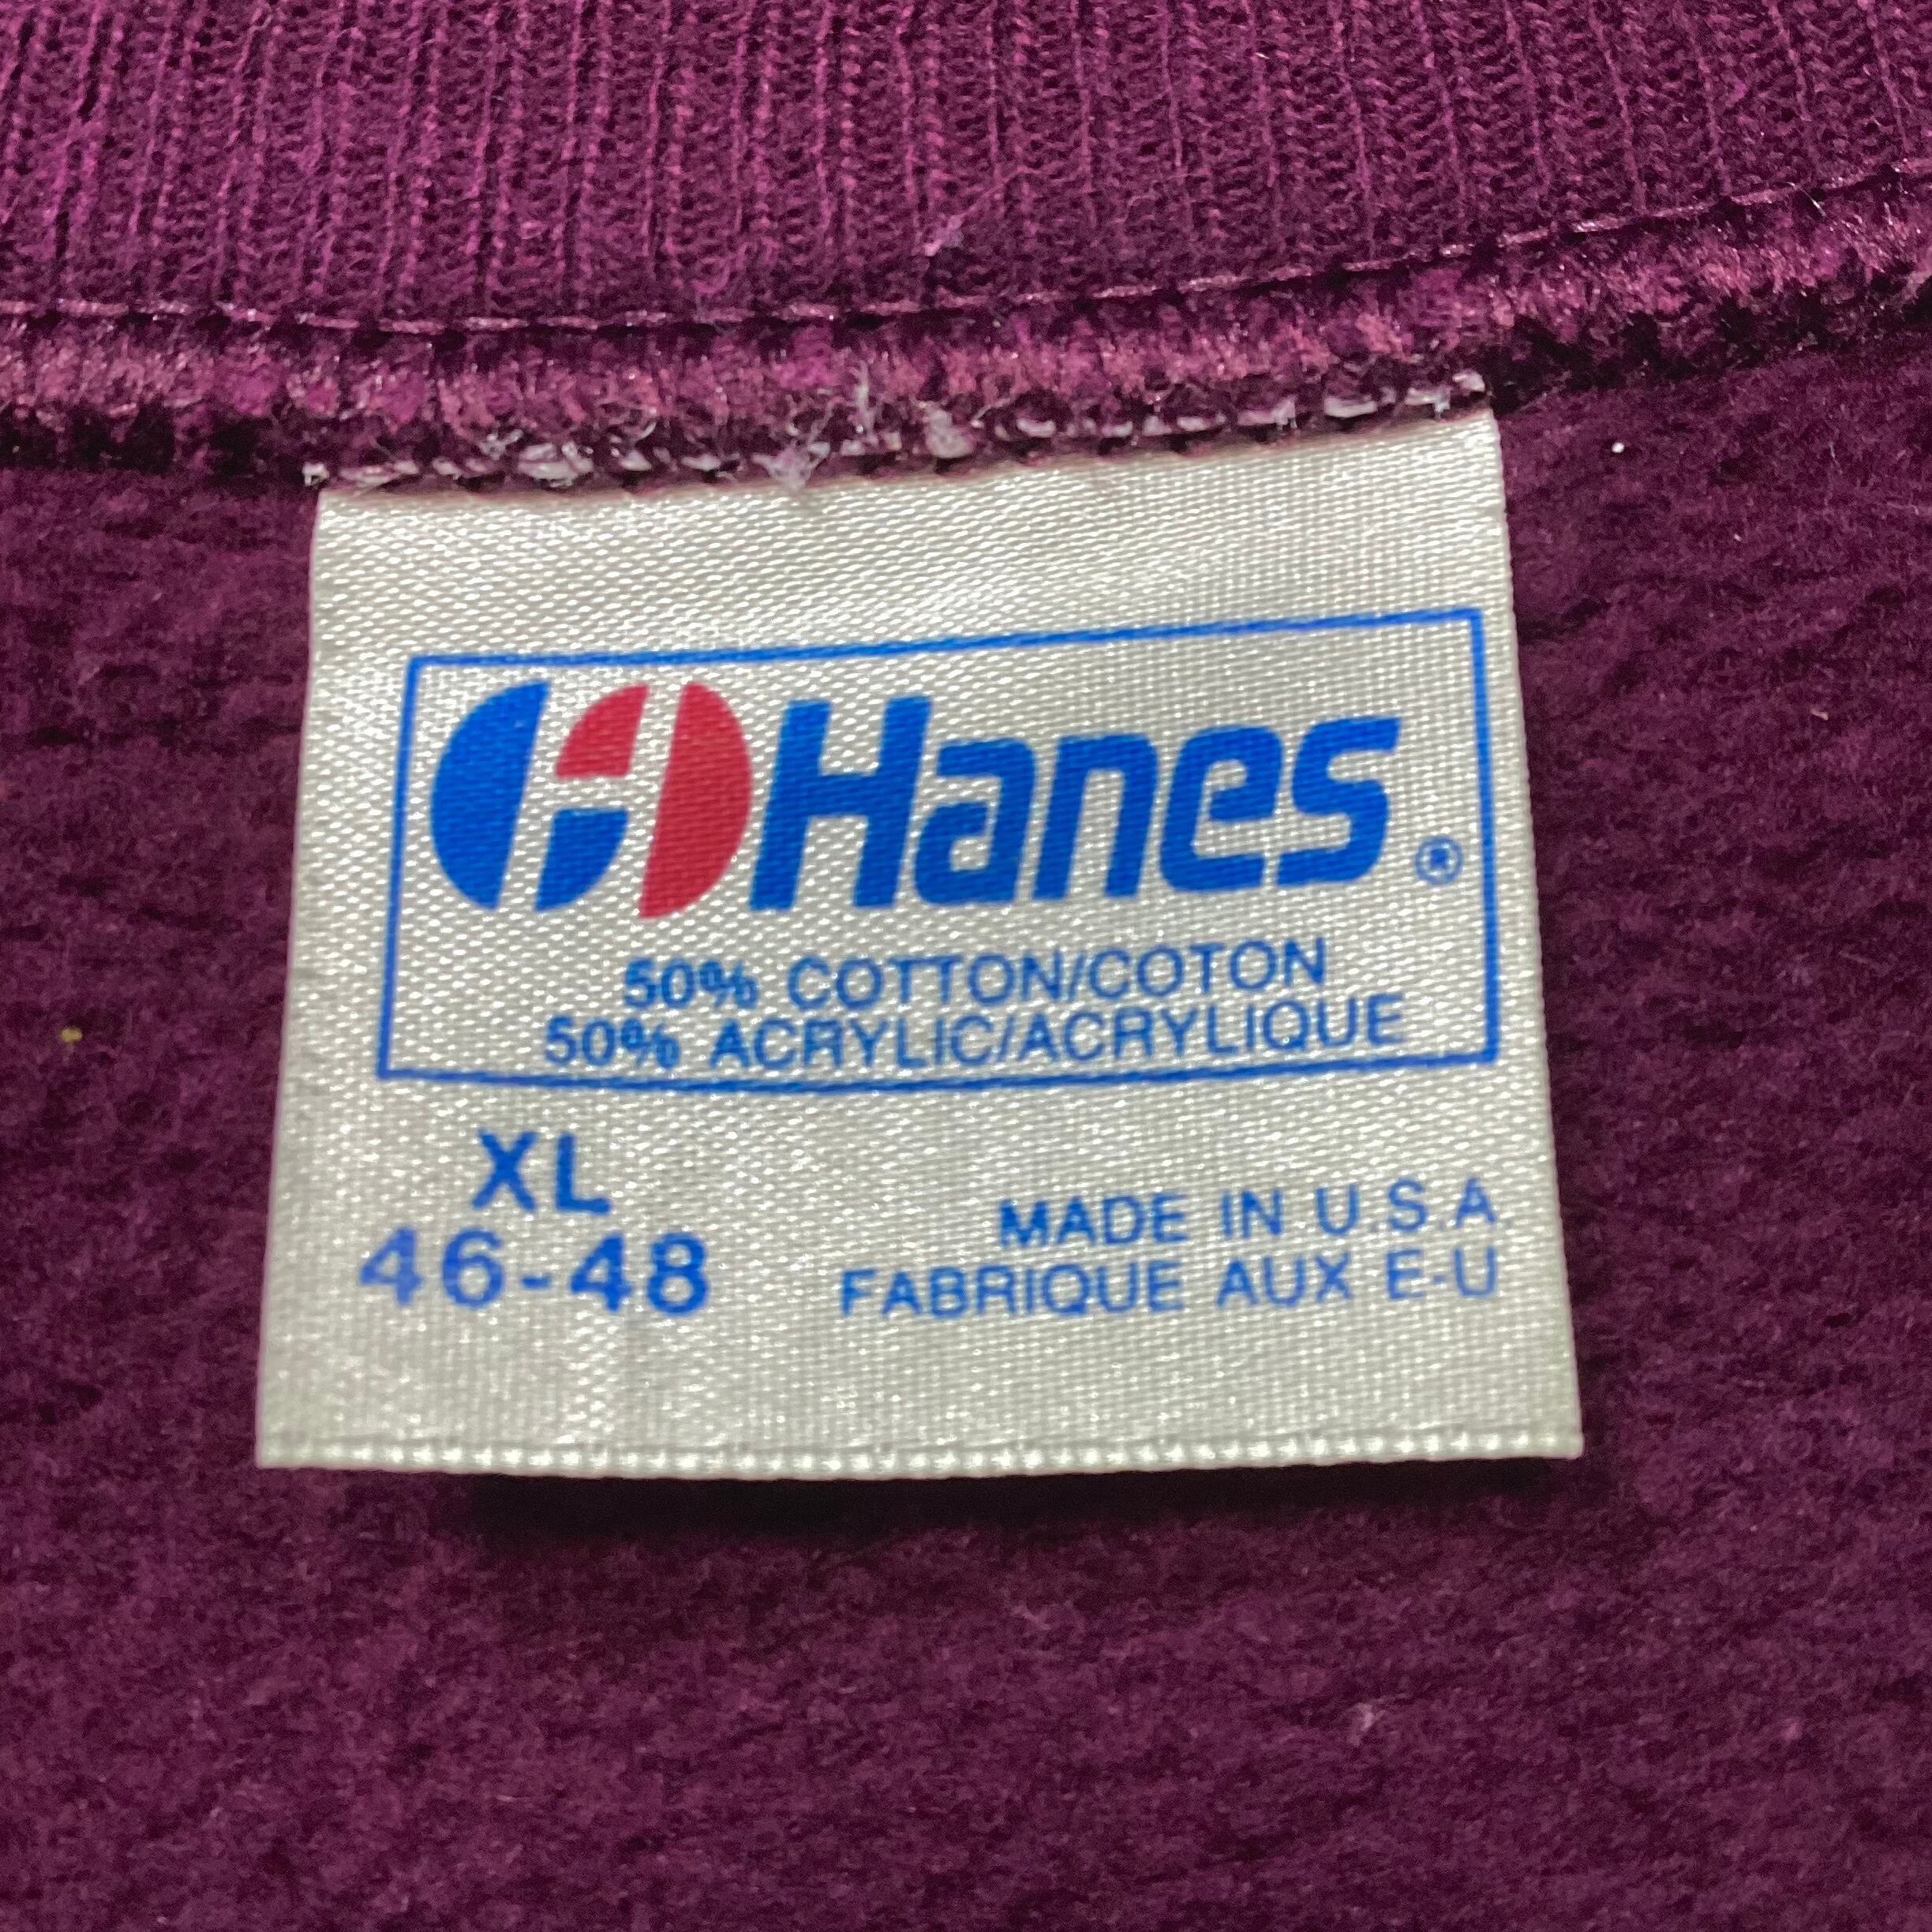 Hanes®
50% COTTON/COTON
50% ACRYLIC/ACRYLIQUE
XL
46-48
MADE IN U.S.A.
FABRIQUE AUX E-U